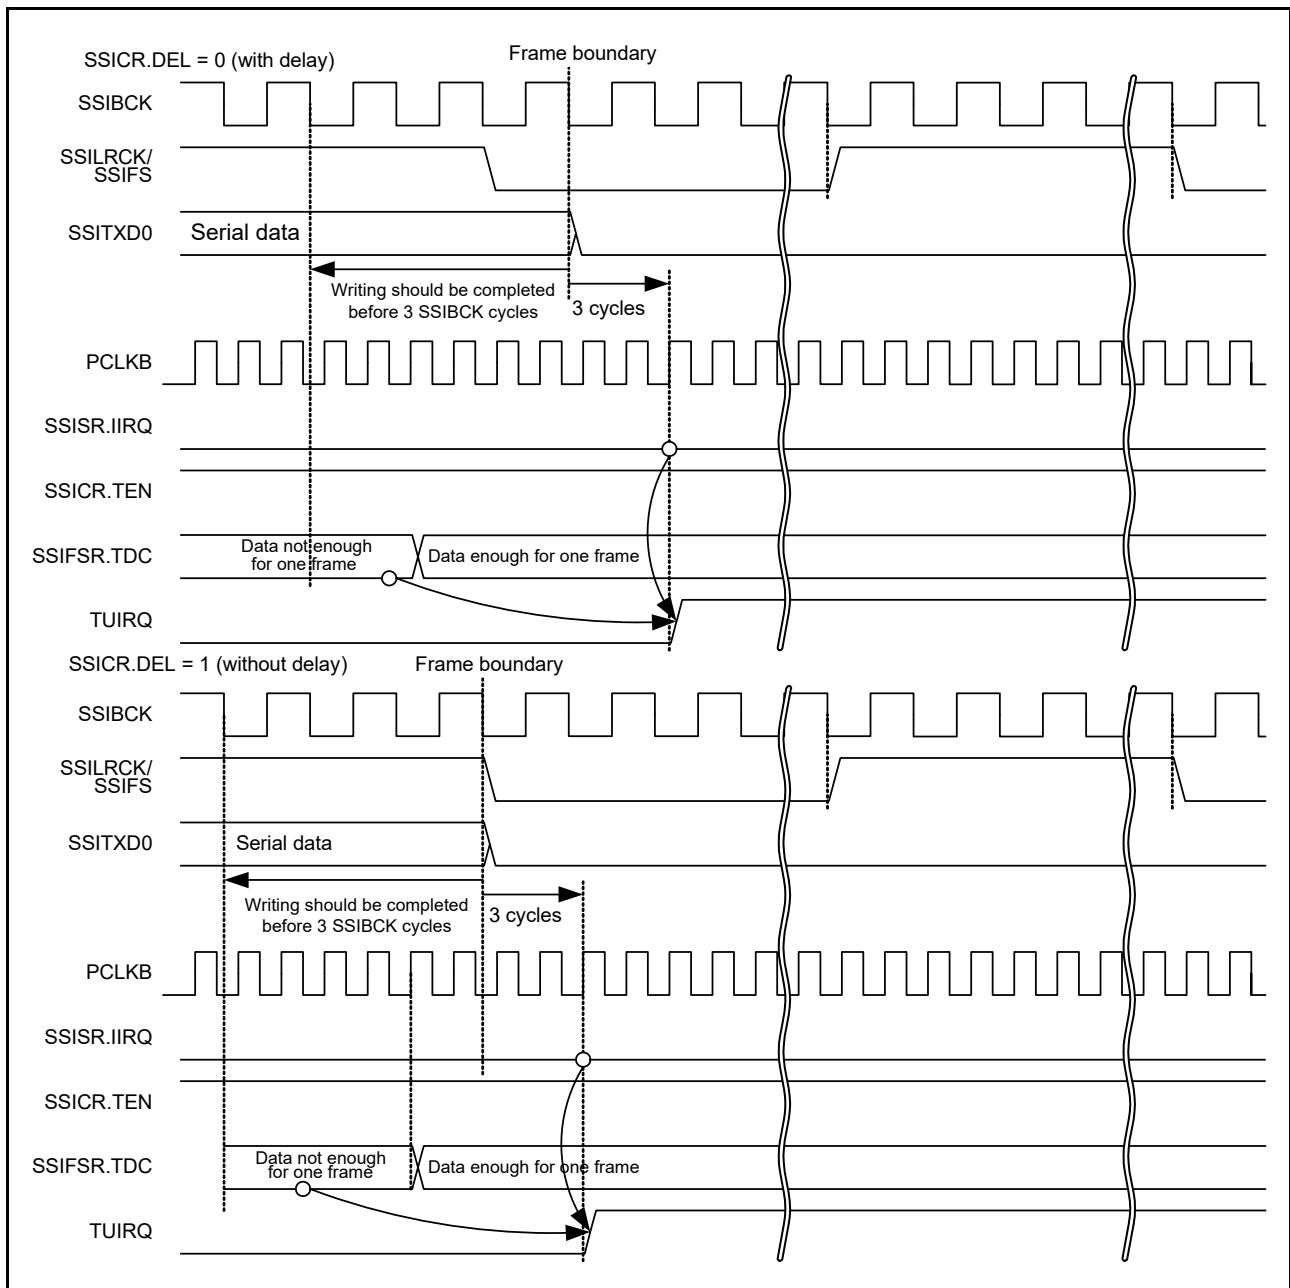 SSICR.DEL = 0 (with delay)
Frame boundary
SSIBCK
SSILRCK/
SSIFS
SSITXD0
Serial data
Writing should be completed
before 3 SSIBCK cycles
3 cycles
PCLKB
SSISR.IIRQ
SSICR.TEN
SSIFSR.TDC
Data not enough
for one frame
Data enough for one frame
TUIRQ
SSICR.DEL = 1 (without delay)
Frame boundary
SSIBCK
SSILRCK/
SSIFS
SSITXD0
Serial data
Writing should be completed
before 3 SSIBCK cycles
3 cycles
PCLKB
SSISR.IIRQ
SSICR.TEN
SSIFSR.TDC
Data not enough
for one frame
Data enough for one frame
TUIRQ